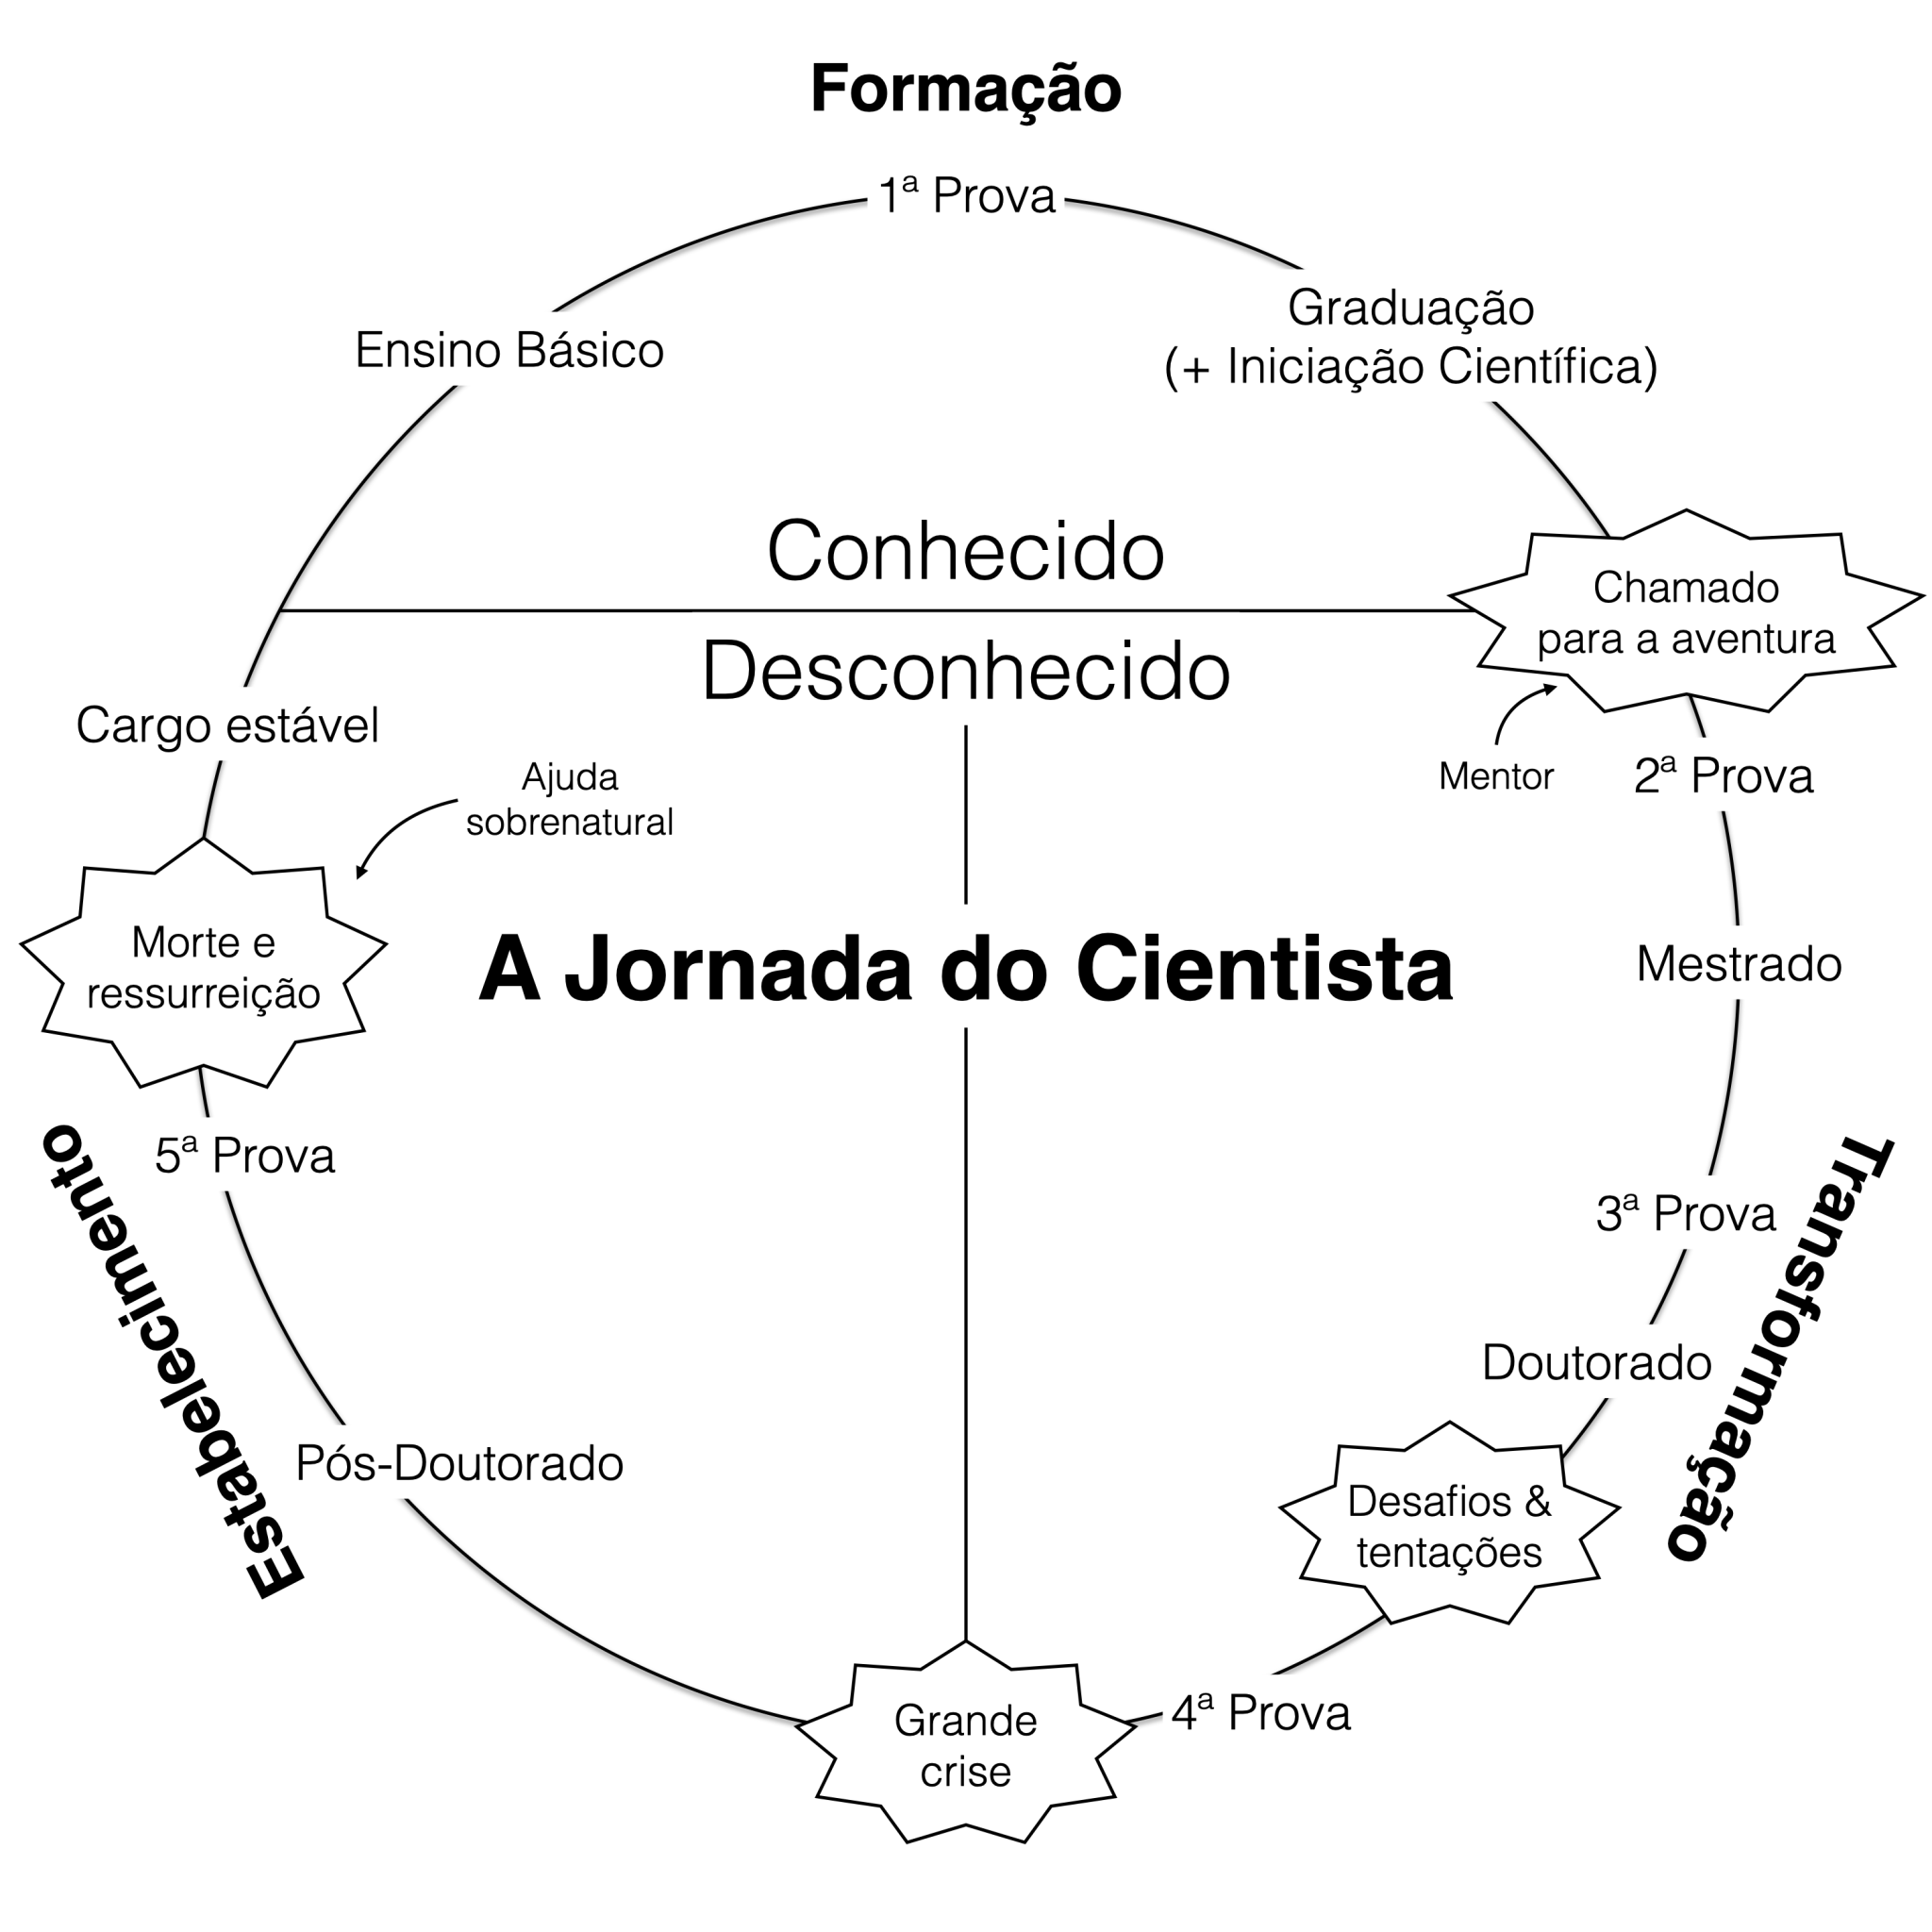 Formação
1ª Prova
Ensino Básico
Graduação
(+ Iniciação Científica)
Conhecido
Desconhecido
Chamado
para a aventura
Mentor
2ª Prova
Cargo estável
Ajuda
sobrenatural
Morte e
ressurreição
A Jornada do Cientista
Mestrado
5ª Prova
3ª Prova
Estabelecimento
Transformação
Doutorado
Pós-Doutorado
Desafios &
tentações
4ª Prova
Grande
crise